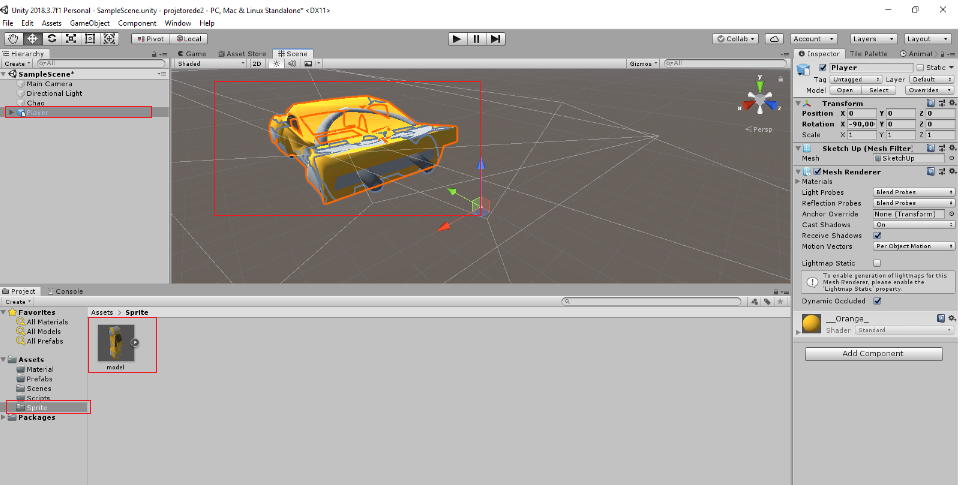 Unity 2018.3.7f1 Personal - SampleScene.unity - projetorede2 - PC, Mac & Linux Standalone* <DX11>
File Edit Assets GameObject Component Window Help
Pivot Local Collab Account Layers Layout
Hierarchy
Create All
SampleScene*
Main Camera
Directional Light
Chao
Player
Game Asset Store Scene
Shaded 2D Gizmos All
y
x
z
Persp
Inspector Tile Palette Animat
Player Static
Tag Untagged Layer Default
Model Open Select Overrides
Transform
Position X 0 Y 0 Z 0
Rotation X -90,00 Y 0 Z 0
Scale X 1 Y 1 Z 1
Sketch Up (Mesh Filter)
Mesh SketchUp
Mesh Renderer
Materials
Light Probes Blend Probes
Reflection Probes Blend Probes
Anchor Override None (Transform)
Cast Shadows On
Receive Shadows
Motion Vectors Per Object Motion
Lightmap Static
To enable generation of lightmaps for this
Mesh Renderer, please enable the
'Lightmap Static' property.
Dynamic Occluded
__Orange_
Shader Standard
Add Component
Project Console
Create
Favorites
All Materials
All Models
All Prefabs
Assets
Material
Prefabs
Scenes
Scripts
Sprite
Packages
Assets Sprite
model